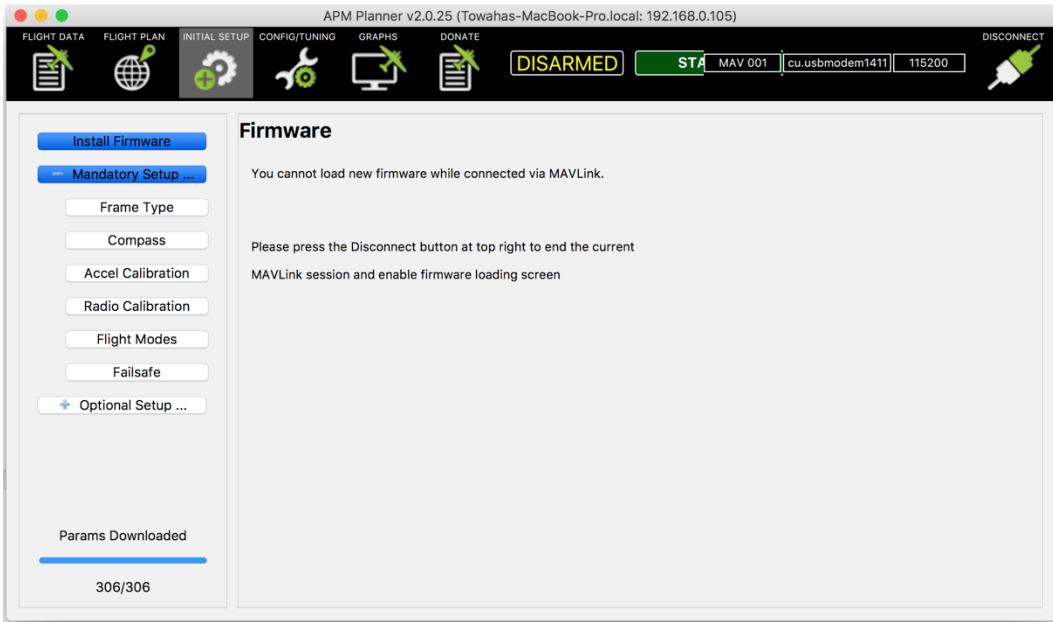 APM Planner v2.0.25 (Towahas-MacBook-Pro.local: 192.168.0.105)
FLIGHT DATA FLIGHT PLAN INITIAL SETUP CONFIG/TUNING GRAPHS DONATE DISCONNECT
DISARMED STA MAV 001 cu.usbmodem1411 115200
Install Firmware
Mandatory Setup ...
Frame Type
Compass
Accel Calibration
Radio Calibration
Flight Modes
Failsafe
Optional Setup ...
Params Downloaded
306/306
Firmware
You cannot load new firmware while connected via MAVLink.
Please press the Disconnect button at top right to end the current
MAVLink session and enable firmware loading screen